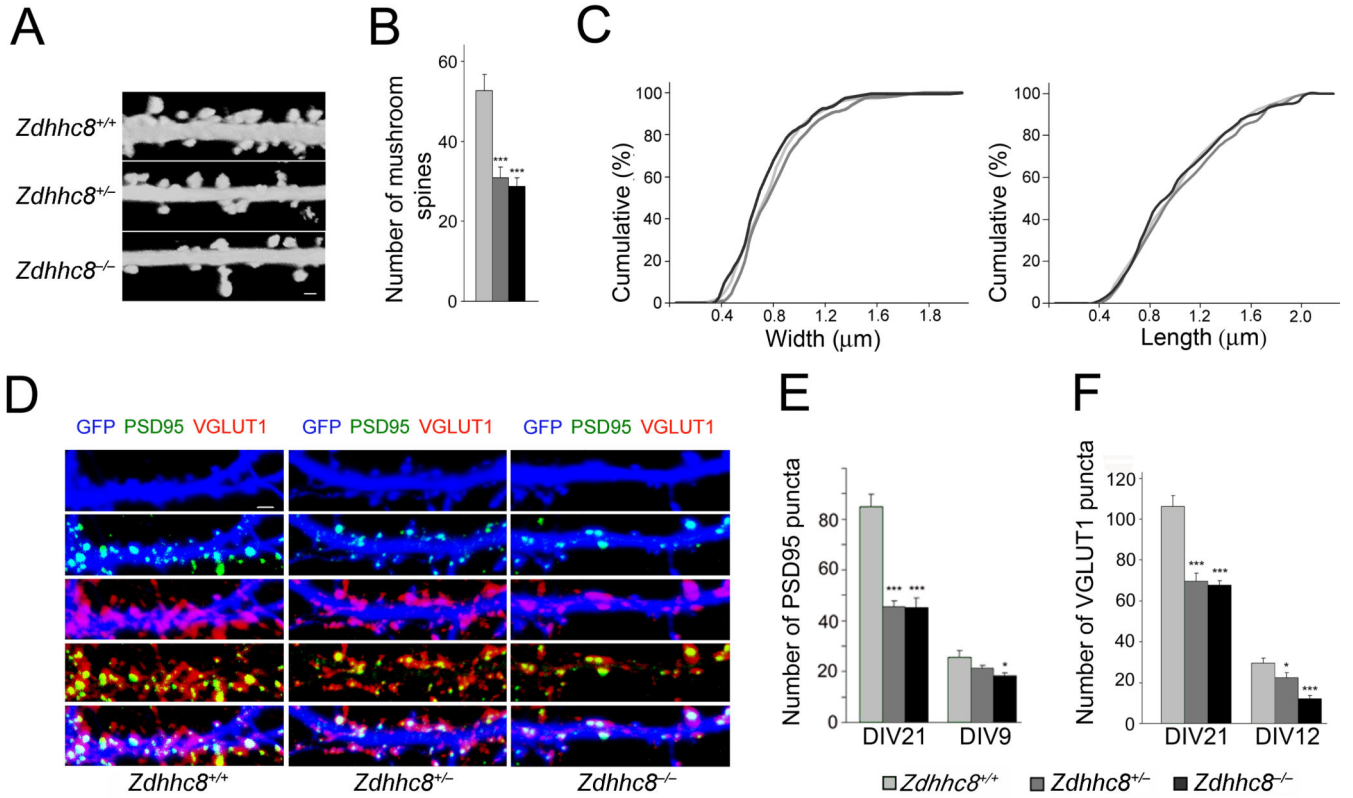 A
Zdhhc8+/+
Zdhhc8+/–
Zdhhc8–/–
B
Number of mushroom
spines
60
40
20
0
***
***
C
Cumulative (%)
100
80
60
40
20
0
0.4 0.8 1.2 1.6 1.8
Width (μm)
Cumulative (%)
100
80
60
40
20
0
0.4 0.8 1.2 1.6 2.0
Length (μm)
D
GFP PSD95 VGLUT1 GFP PSD95 VGLUT1 GFP PSD95 VGLUT1
Zdhhc8+/+ Zdhhc8+/– Zdhhc8–/–
E
Number of PSD95 puncta
80
60
40
20
0
*** ***
*
DIV21 DIV9
F
Number of VGLUT1 puncta
120
100
80
60
40
20
0
*** ***
*
***
DIV21 DIV12
Zdhhc8+/+ Zdhhc8+/– Zdhhc8–/–